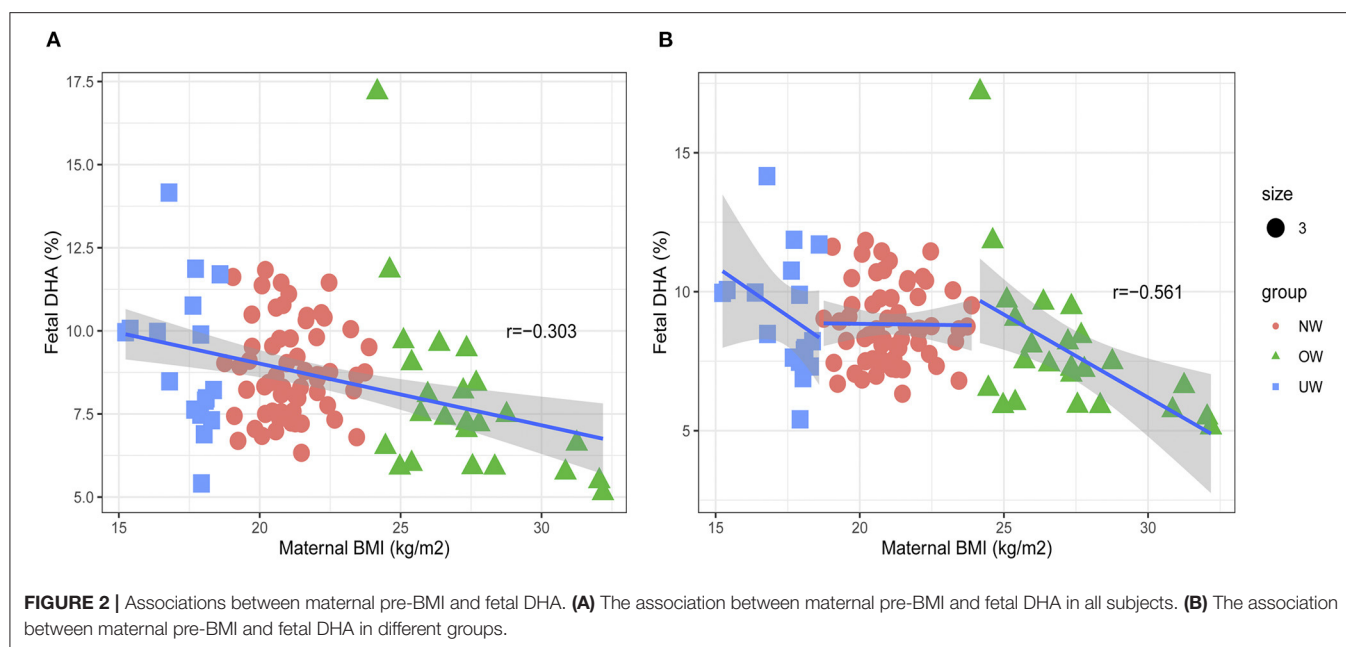 A
B
17.5
15.0
12.5
10.0
7.5
5.0
Fetal DHA (%)
r=−0.303
15 20 25 30
Maternal BMI (kg/m2)
15
10
5
Fetal DHA (%)
r=−0.561
15 20 25 30
Maternal BMI (kg/m2)
size
3
group
NW
OW
UW
FIGURE 2 | Associations between maternal pre-BMI and fetal DHA. (A) The association between maternal pre-BMI and fetal DHA in all subjects. (B) The association
between maternal pre-BMI and fetal DHA in different groups.